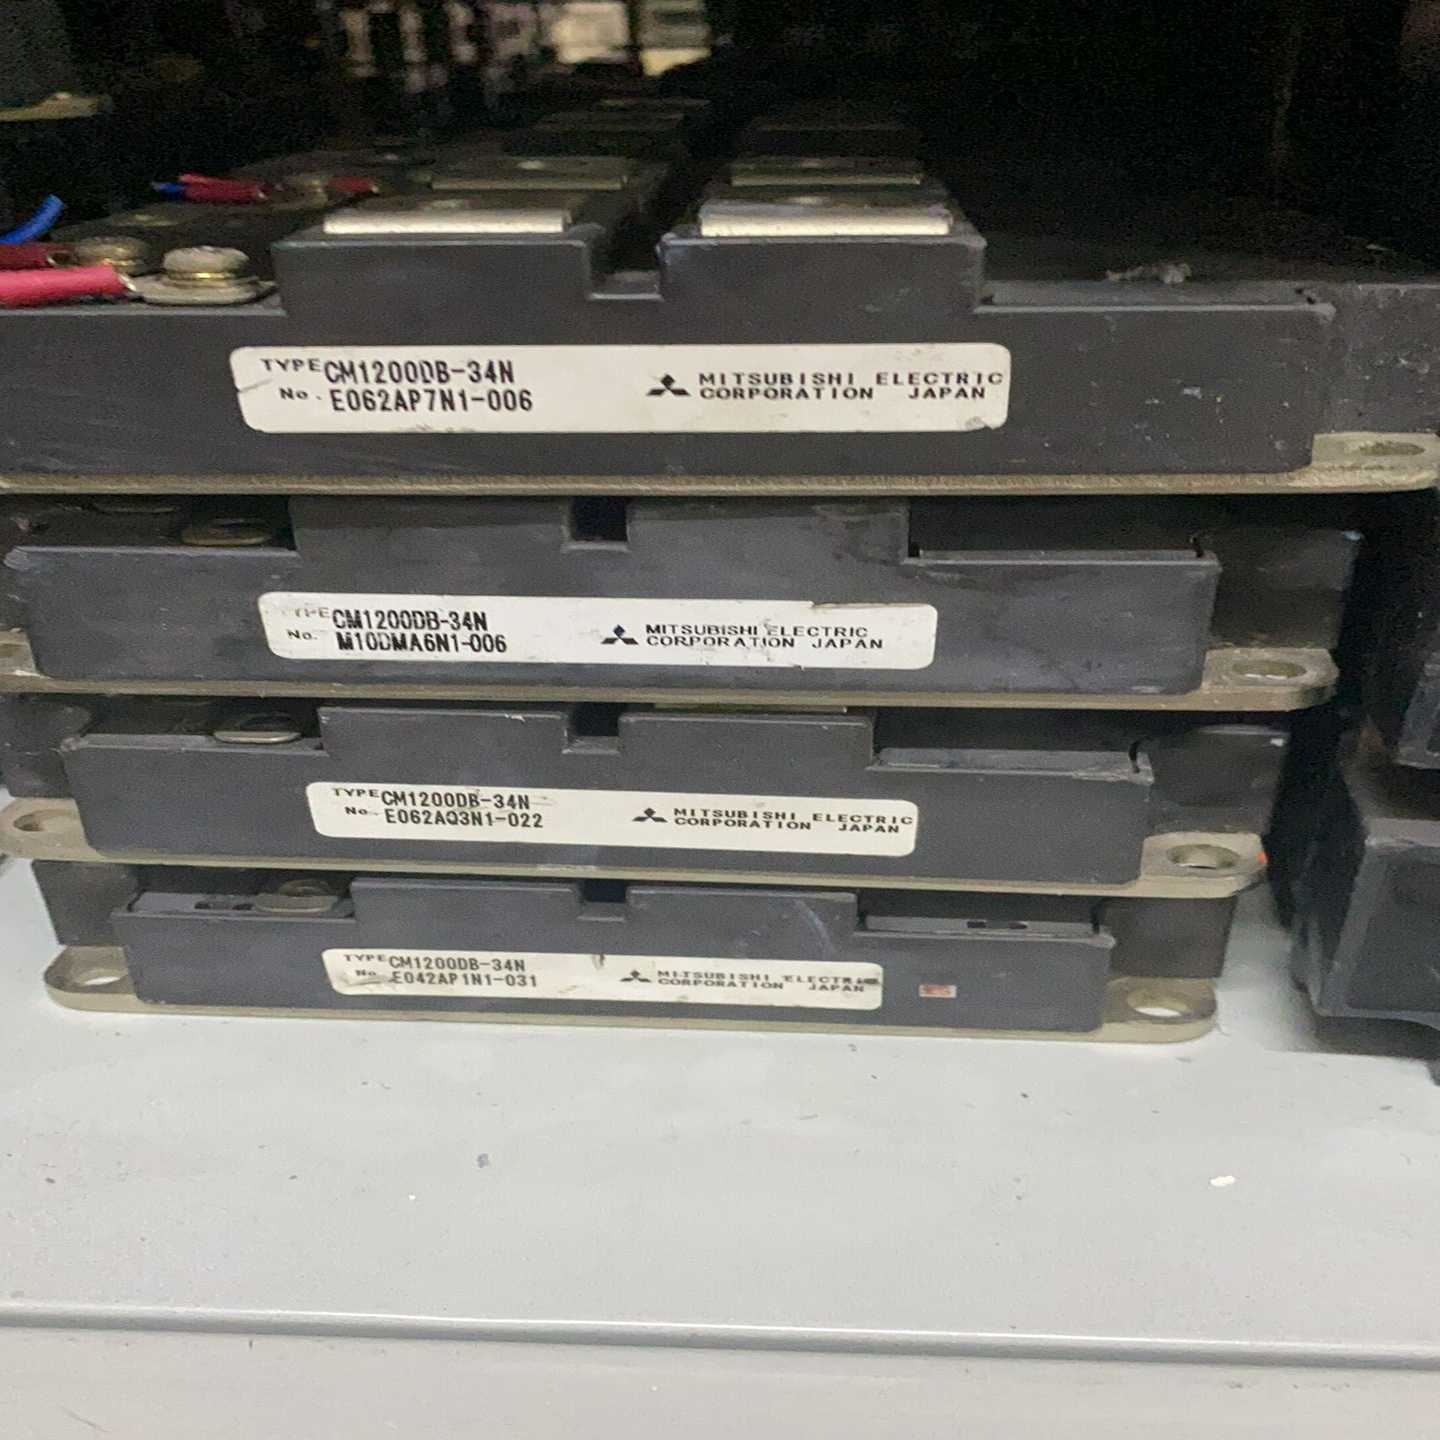 TYPE CM1200DB-34N
No. E062AP7N1-006
MITSUBISHI ELECTRIC
CORPORATION JAPAN
TYPE CM1200DB-34N
No. M10DMA6N1-006
MITSUBISHI ELECTRIC
CORPORATION JAPAN
TYPE CM1200DB-34N
No. E062AQ3N1-022
MITSUBISHI ELECTRIC
CORPORATION JAPAN
TYPE CM1200DB-34N
No. E042AP1N1-031
MITSUBISHI ELECTRIC
CORPORATION JAPAN